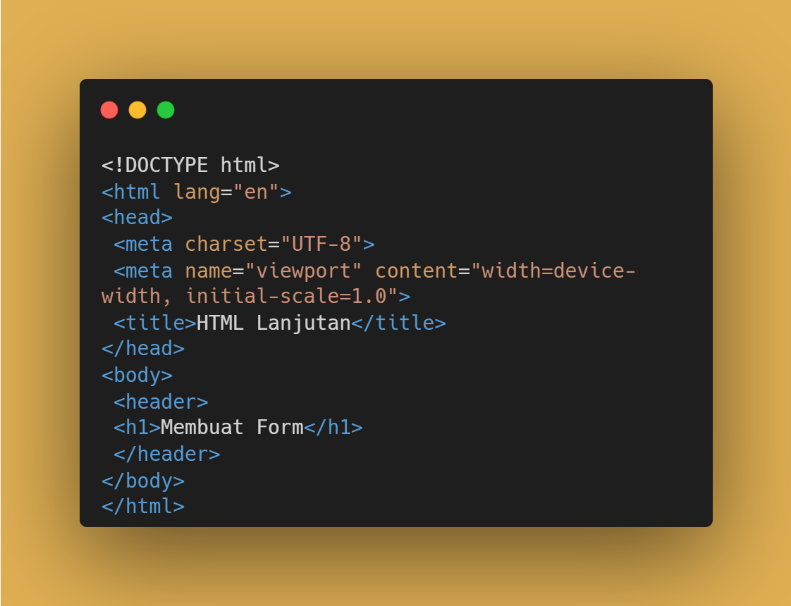 <!DOCTYPE html>
<html lang="en">
<head>
 <meta charset="UTF-8">
 <meta name="viewport" content="width=device-
width, initial-scale=1.0">
 <title>HTML Lanjutan</title>
</head>
<body>
 <header>
 <h1>Membuat Form</h1>
 </header>
</body>
</html>